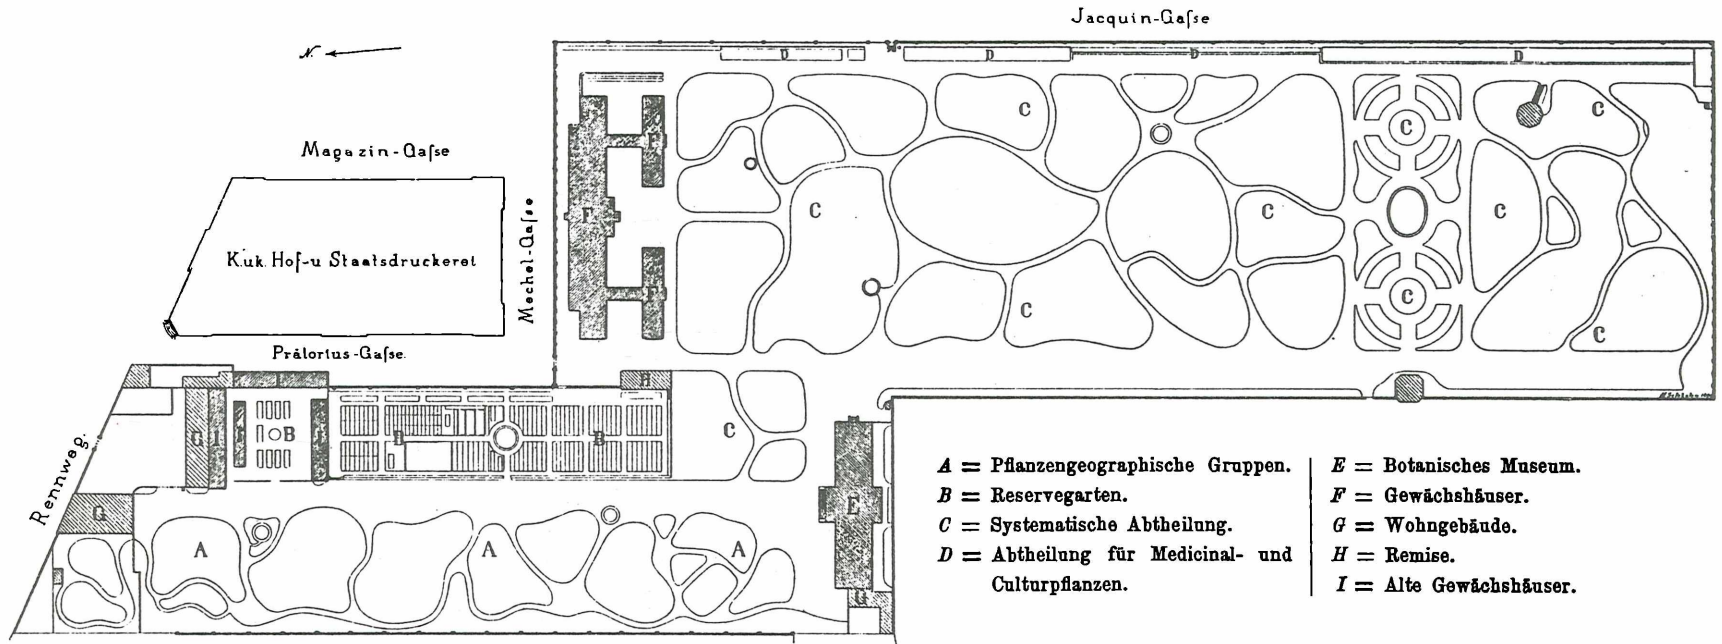 Jacquin-Gaſse
N.
D D D D
Magazin-Gaſse
Mechel-Gaſse
K.uk. Hof-u Staatsdruckerei
Prätorius-Gaſse.
Rennweg.
F F F
C C C C C C C C C C C
H
G I I B I B B
G
A A A
E
G
A = Pflanzengeographische Gruppen.
B = Reservegarten.
C = Systematische Abtheilung.
D = Abtheilung für Medicinal- und
Culturpflanzen.
E = Botanisches Museum.
F = Gewächshäuser.
G = Wohngebäude.
H = Remise.
I = Alte Gewächshäuser.